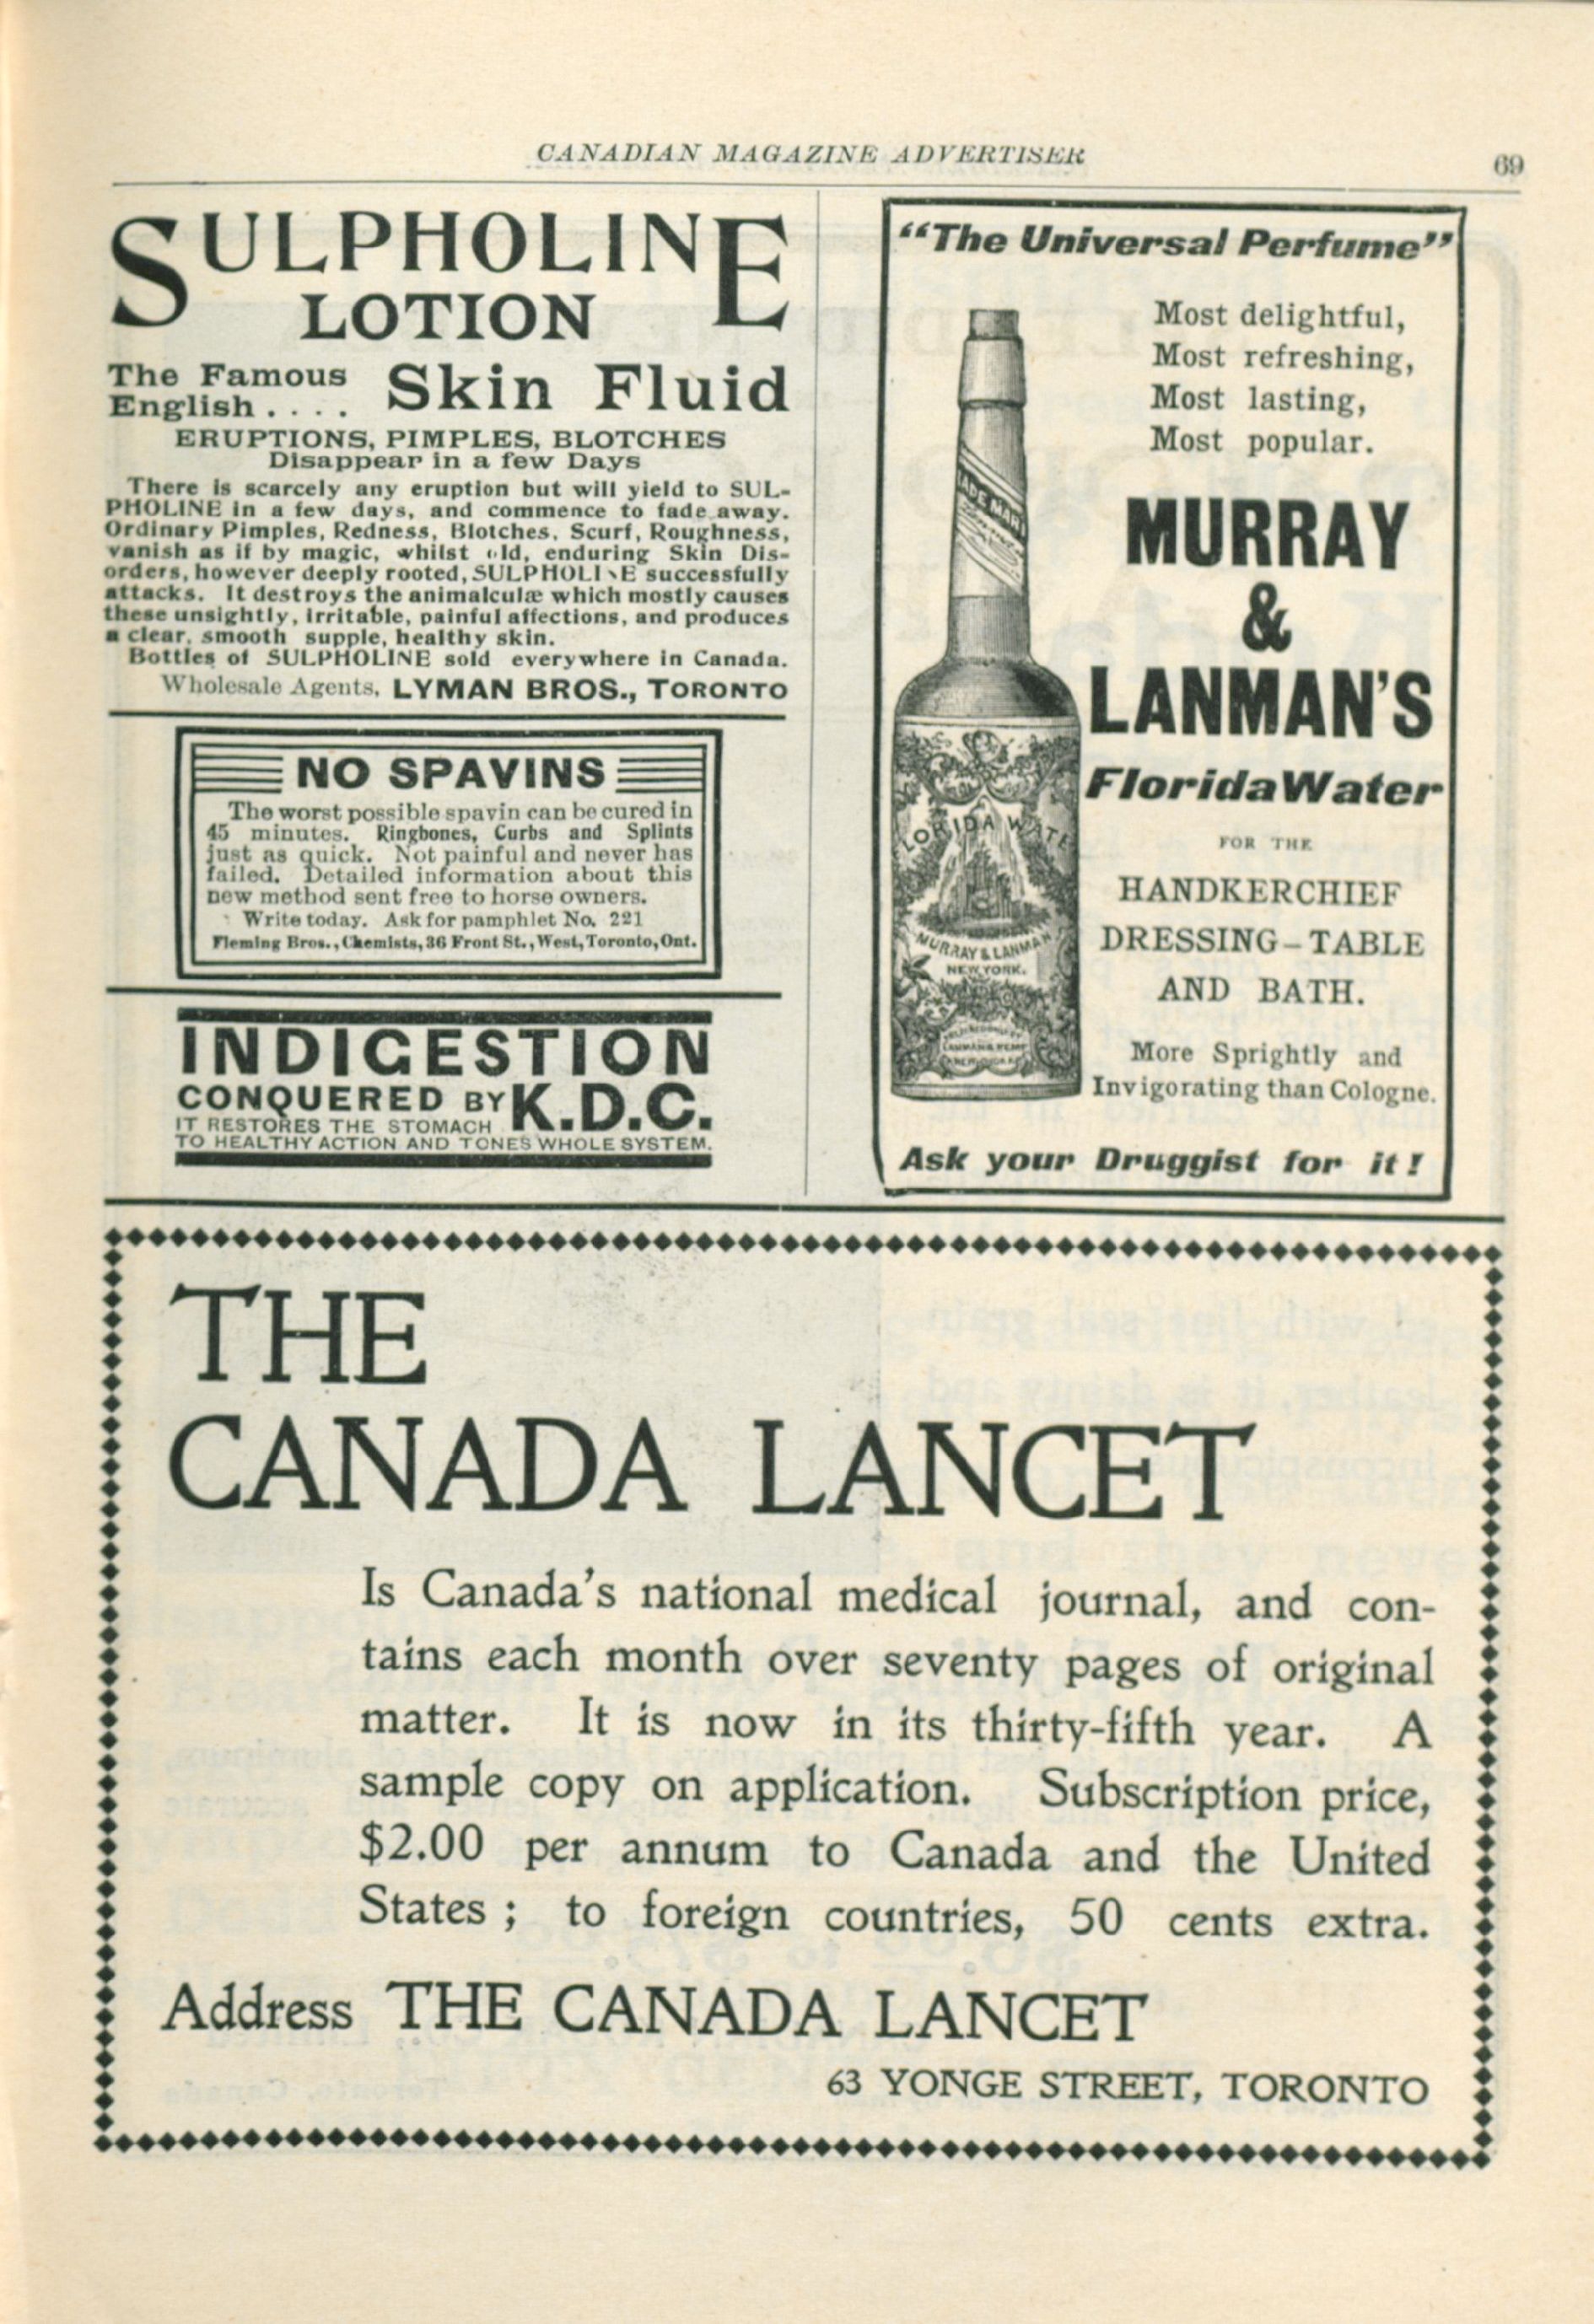 CANADIAN MAGAZINE ADVERTISER
69
SULPHOLINE
LOTION
The Famous
English . . . .
Skin Fluid
ERUPTIONS, PIMPLES, BLOTCHES
Disappear in a few Days
There is scarcely any eruption but will yield to SUL-
PHOLINE in a few days, and commence to fade away.
Ordinary Pimples, Redness, Blotches, Scurf, Roughness,
vanish as if by magic, whilst old, enduring Skin Dis-
orders, however deeply rooted, SULPHOLINE successfully
attacks. It destroys the animalculæ which mostly causes
these unsightly, irritable, painful affections, and produces
a clear, smooth supple, healthy skin.
Bottles of SULPHOLINE sold everywhere in Canada.
Wholesale Agents, LYMAN BROS., TORONTO
NO SPAVINS
The worst possible spavin can be cured in
45 minutes. Ringbones, Curbs and Splints
just as quick. Not painful and never has
failed. Detailed information about this
new method sent free to horse owners.
Write today. Ask for pamphlet No. 221
Fleming Bros., Chemists, 36 Front St., West, Toronto, Ont.
INDIGESTION
CONQUERED BY K.D.C.
IT RESTORES THE STOMACH
TO HEALTHY ACTION AND TONES WHOLE SYSTEM.
"The Universal Perfume"
Most delightful,
Most refreshing,
Most lasting,
Most popular.
MURRAY
&
LANMAN'S
Florida Water
FOR THE
HANDKERCHIEF
DRESSING-TABLE
AND BATH.
More Sprightly and
Invigorating than Cologne.
Ask your Druggist for it!
ADE MAR
LORIDA WATE
MURRAY & LANMAN
NEW YORK.
THE
CANADA LANCET
Is Canada's national medical journal, and con-
tains each month over seventy pages of original
matter. It is now in its thirty-fifth year. A
sample copy on application. Subscription price,
$2.00 per annum to Canada and the United
States ; to foreign countries, 50 cents extra.
Address THE CANADA LANCET
63 YONGE STREET, TORONTO